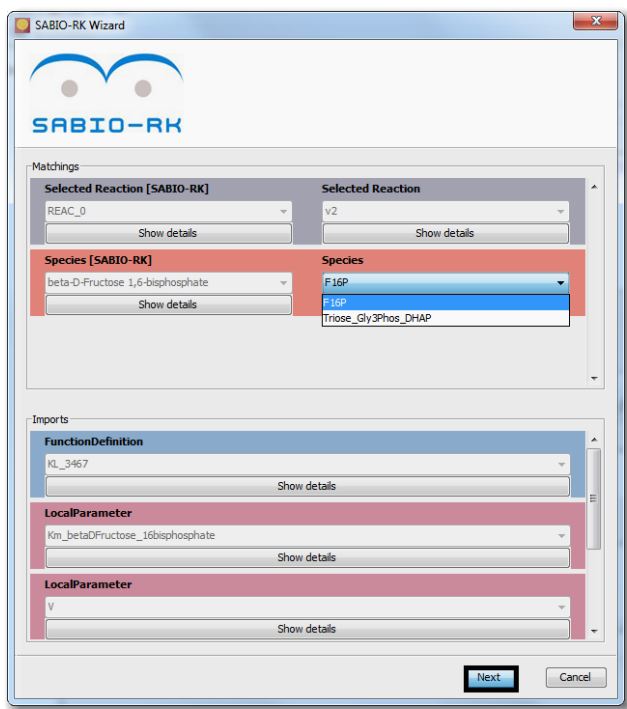 SABIO-RK Wizard
SABIO-RK
Matchings
Selected Reaction [SABIO-RK] Selected Reaction
REAC_0 v2
Show details Show details
Species [SABIO-RK] Species
beta-D-Fructose 1,6-bisphosphate F16P
Show details F16P
Triose_Gly3Phos_DHAP
Imports
FunctionDefinition
KL_3467
Show details
LocalParameter
Km_betaDFructose_16bisphosphate
Show details
LocalParameter
V
Show details
Next Cancel